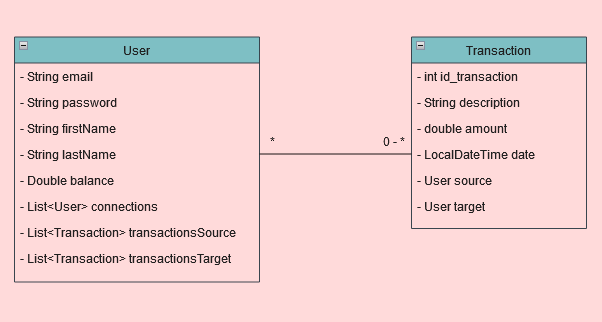 User
- String email
- String password
- String firstName
- String lastName
- Double balance
- List<User> connections
- List<Transaction> transactionsSource
- List<Transaction> transactionsTarget
*
0 - *
Transaction
- int id_transaction
- String description
- double amount
- LocalDateTime date
- User source
- User target